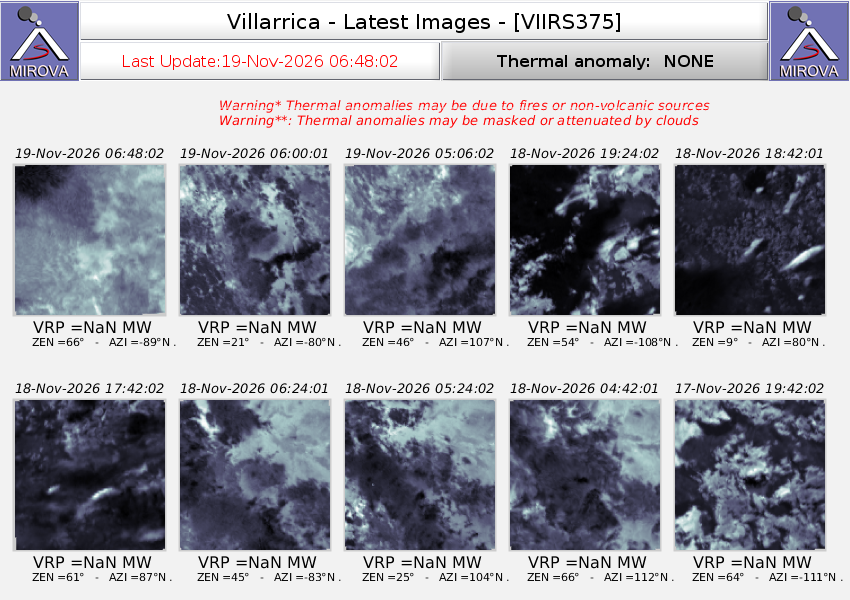 Villarrica - Latest Images - [VIIRS375]
MIROVA
Last Update:19-Nov-2026 06:48:02
Thermal anomaly: NONE
MIROVA
Warning* Thermal anomalies may be due to fires or non-volcanic sources
Warning**: Thermal anomalies may be masked or attenuated by clouds
19-Nov-2026 06:48:02 19-Nov-2026 06:00:01 19-Nov-2026 05:06:02 18-Nov-2026 19:24:02 18-Nov-2026 18:42:01
VRP =NaN MW VRP =NaN MW VRP =NaN MW VRP =NaN MW VRP =NaN MW
ZEN =66° - AZI =-89°N . ZEN =21° - AZI =-80°N . ZEN =46° - AZI =107°N . ZEN =54° - AZI =-108°N . ZEN =9° - AZI =80°N .
18-Nov-2026 17:42:02 18-Nov-2026 06:24:01 18-Nov-2026 05:24:02 18-Nov-2026 04:42:01 17-Nov-2026 19:42:02
VRP =NaN MW VRP =NaN MW VRP =NaN MW VRP =NaN MW VRP =NaN MW
ZEN =61° - AZI =87°N . ZEN =45° - AZI =-83°N . ZEN =25° - AZI =104°N . ZEN =66° - AZI =112°N . ZEN =64° - AZI =-111°N .